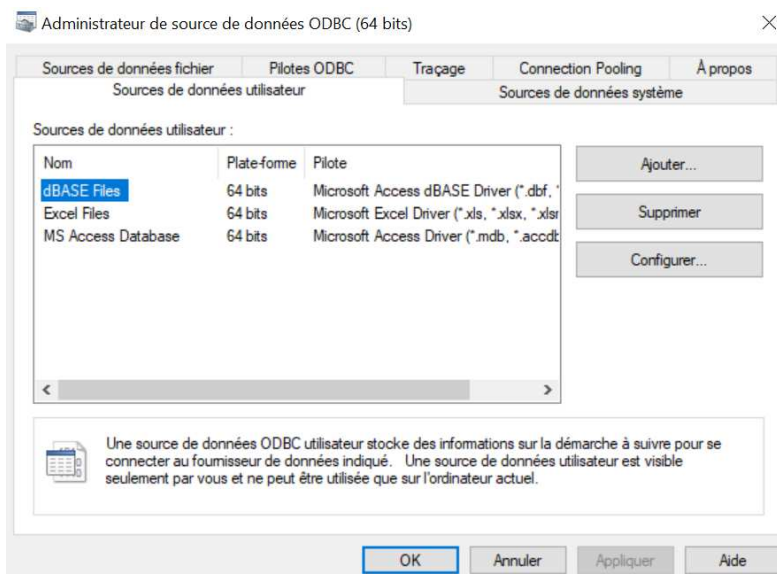 Administrateur de source de données ODBC (64 bits)
Sources de données fichier Pilotes ODBC Traçage Connection Pooling À propos
Sources de données utilisateur Sources de données système
Sources de données utilisateur :
Nom Plate-forme Pilote
dBASE Files 64 bits Microsoft Access dBASE Driver (*.dbf, *
Excel Files 64 bits Microsoft Excel Driver (*.xls, *.xlsx, *.xlsm
MS Access Database 64 bits Microsoft Access Driver (*.mdb, *.accdb
Ajouter...
Supprimer
Configurer...
Une source de données ODBC utilisateur stocke des informations sur la démarche à suivre pour se
connecter au fournisseur de données indiqué. Une source de données utilisateur est visible
seulement par vous et ne peut être utilisée que sur l'ordinateur actuel.
OK Annuler Appliquer Aide